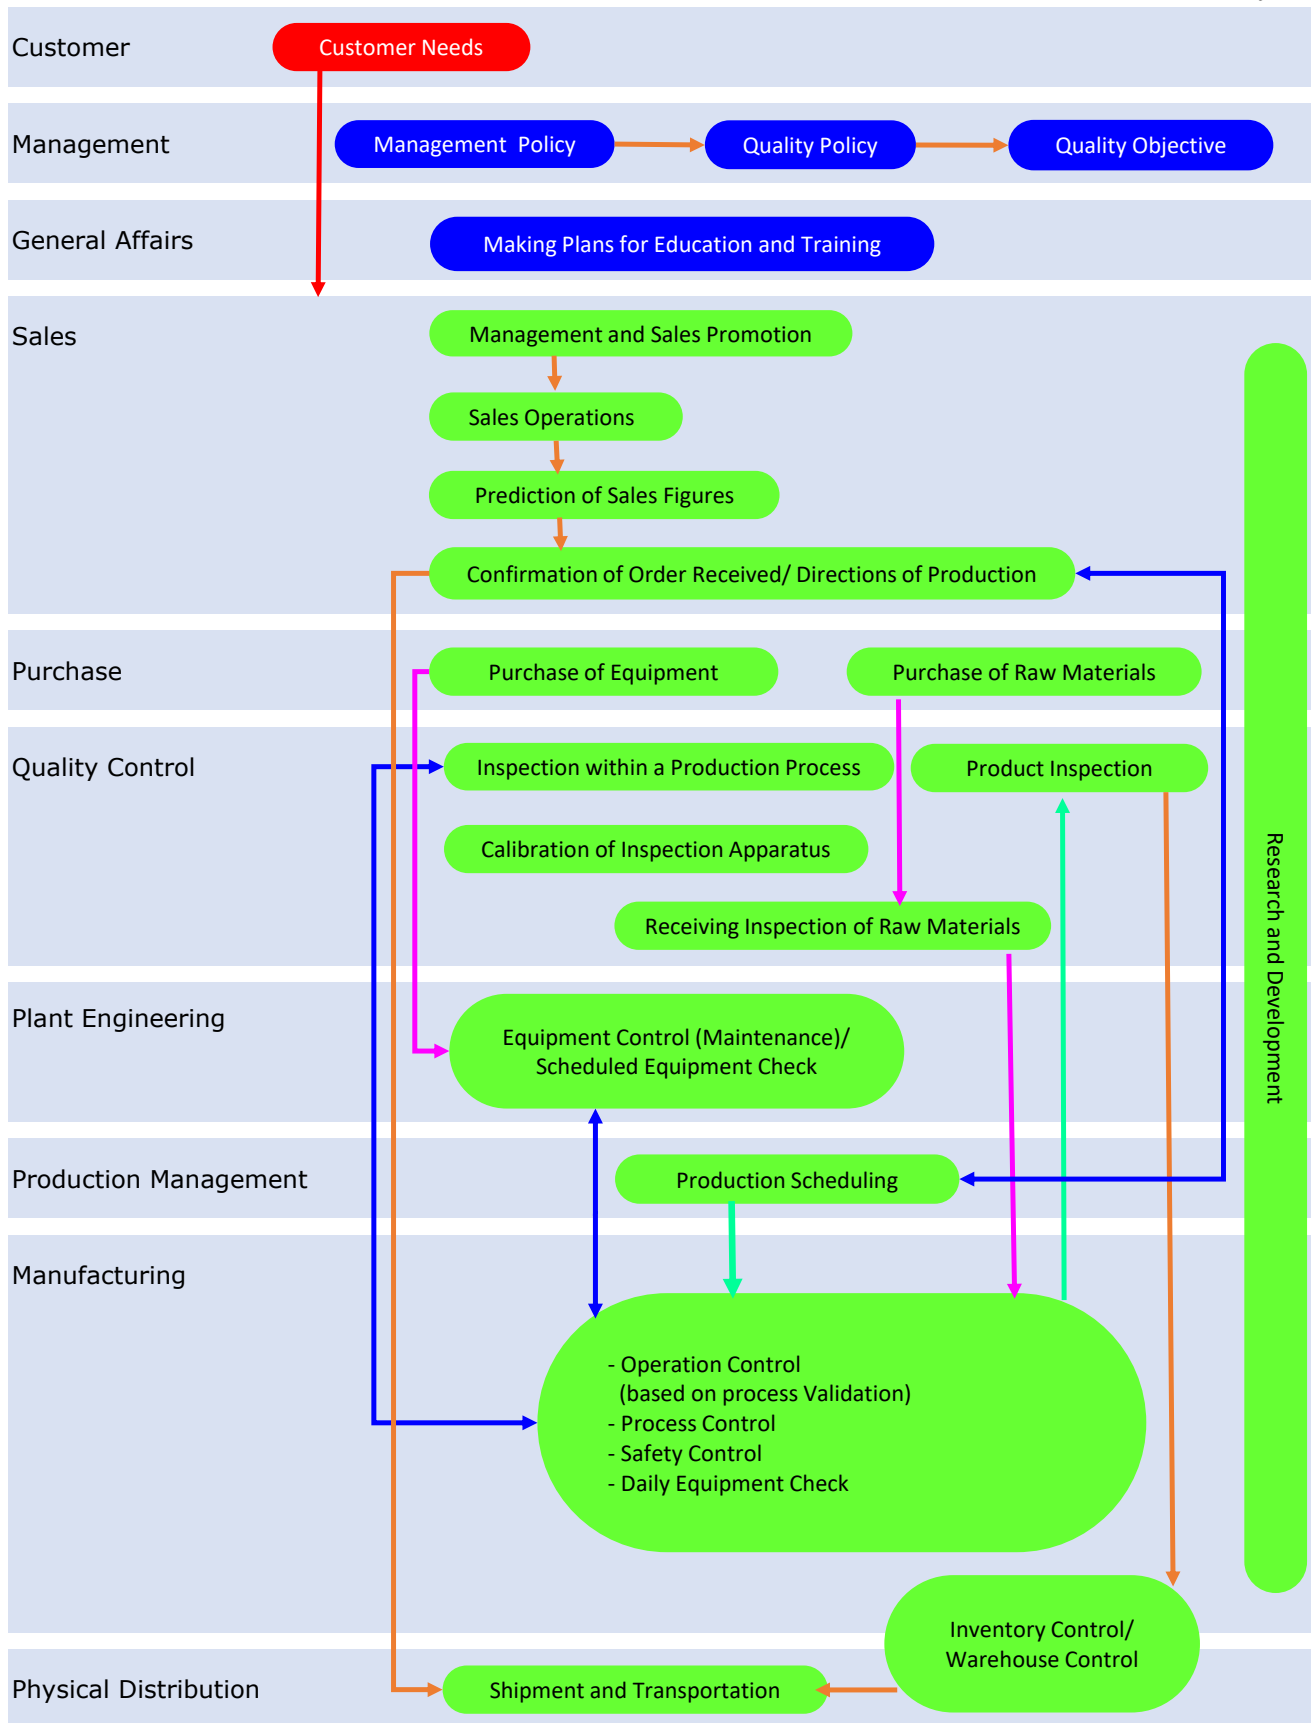 Customer
Customer Needs
Management
Management Policy
Quality Policy
Quality Objective
General Affairs
Making Plans for Education and Training
Sales
Management and Sales Promotion
Sales Operations
Prediction of Sales Figures
Confirmation of Order Received/ Directions of Production
Purchase
Purchase of Equipment
Purchase of Raw Materials
Quality Control
Inspection within a Production Process
Product Inspection
Calibration of Inspection Apparatus
Receiving Inspection of Raw Materials
Research and Development
Plant Engineering
Equipment Control (Maintenance)/
Scheduled Equipment Check
Production Management
Production Scheduling
Manufacturing
- Operation Control
(based on process Validation)
- Process Control
- Safety Control
- Daily Equipment Check
Inventory Control/
Warehouse Control
Physical Distribution
Shipment and Transportation